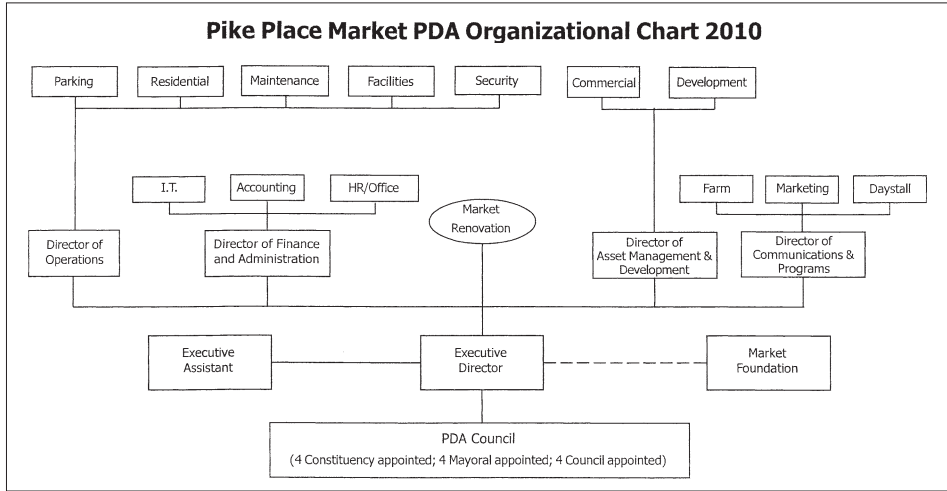 Pike Place Market PDA Organizational Chart 2010
Parking
Residential
Maintenance
Facilities
Security
Commercial
Development
I.T.
Accounting
HR/Office
Farm
Marketing
Daystall
Market
Renovation
Director of
Operations
Director of Finance
and Administration
Director of
Asset Management &
Development
Director of
Communications &
Programs
Executive
Assistant
Executive
Director
Market
Foundation
PDA Council
(4 Constituency appointed; 4 Mayoral appointed; 4 Council appointed)